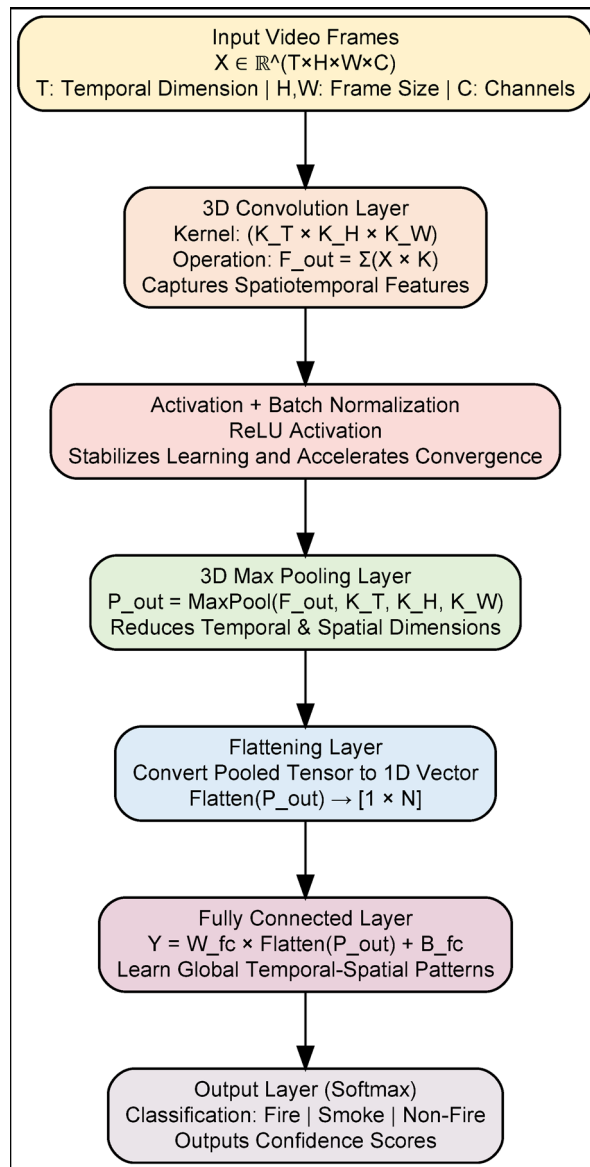 Input Video Frames
X ∈ ℝ^(T×H×W×C)
T: Temporal Dimension | H,W: Frame Size | C: Channels
3D Convolution Layer
Kernel: (K_T × K_H × K_W)
Operation: F_out = Σ(X × K)
Captures Spatiotemporal Features
Activation + Batch Normalization
ReLU Activation
Stabilizes Learning and Accelerates Convergence
3D Max Pooling Layer
P_out = MaxPool(F_out, K_T, K_H, K_W)
Reduces Temporal & Spatial Dimensions
Flattening Layer
Convert Pooled Tensor to 1D Vector
Flatten(P_out) → [1 × N]
Fully Connected Layer
Y = W_fc × Flatten(P_out) + B_fc
Learn Global Temporal-Spatial Patterns
Output Layer (Softmax)
Classification: Fire | Smoke | Non-Fire
Outputs Confidence Scores